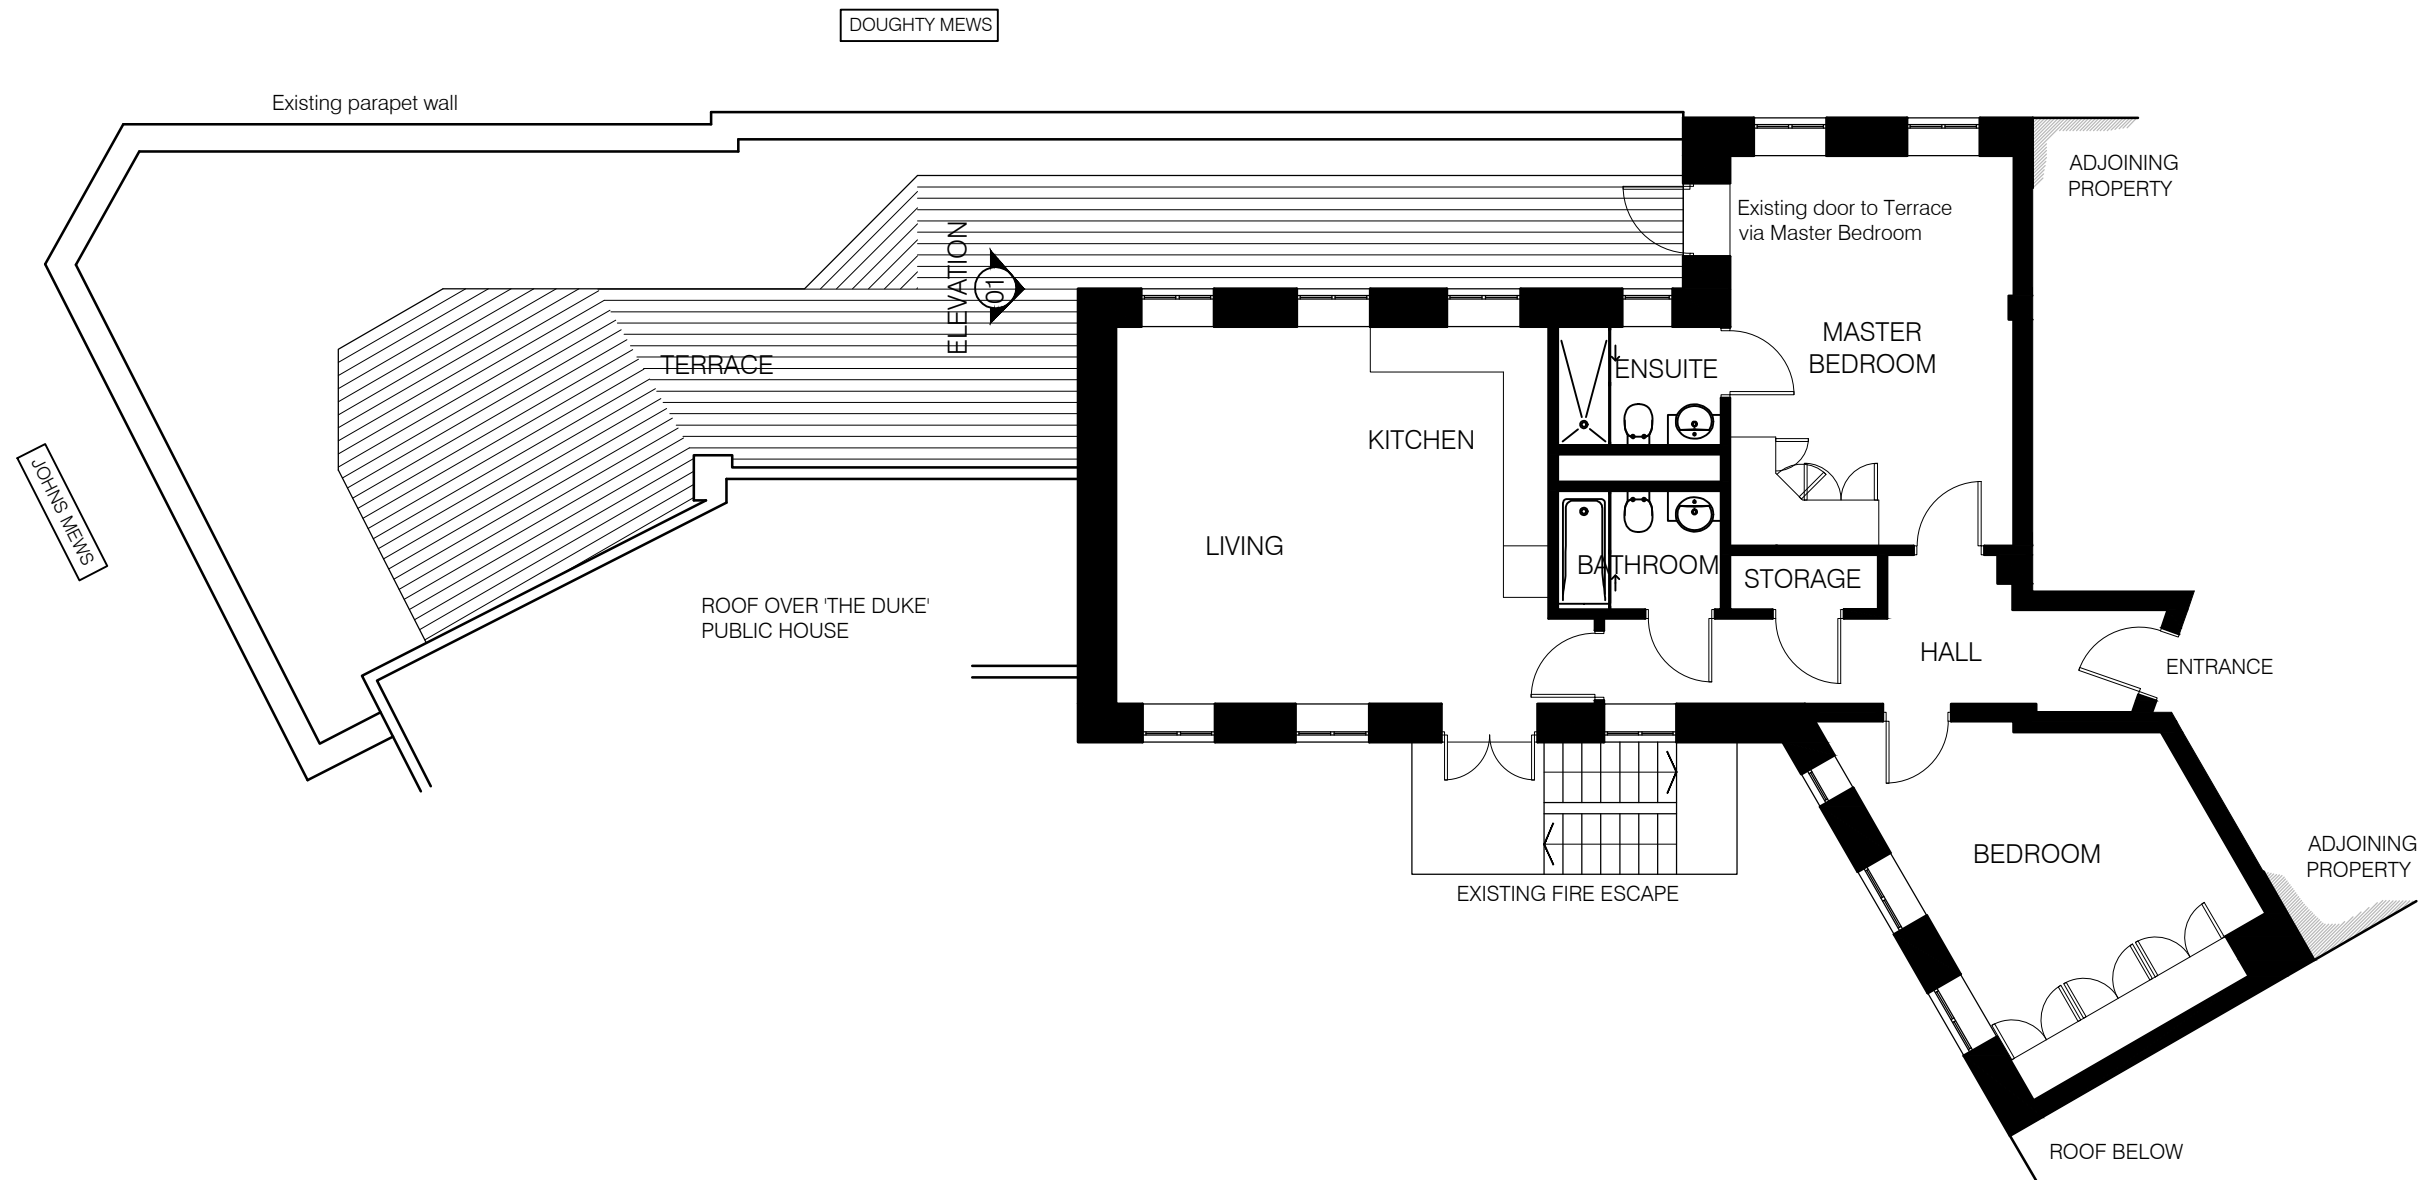 DOUGHTY MEWS
Existing parapet wall
ADJOINING
PROPERTY
Existing door to Terrace
via Master Bedroom
ELEVATION
01
MASTER
BEDROOM
TERRACE
ENSUITE
KITCHEN
JOHNS MEWS
LIVING
BATHROOM
STORAGE
ROOF OVER 'THE DUKE'
PUBLIC HOUSE
HALL
ENTRANCE
BEDROOM
ADJOINING
PROPERTY
EXISTING FIRE ESCAPE
ROOF BELOW